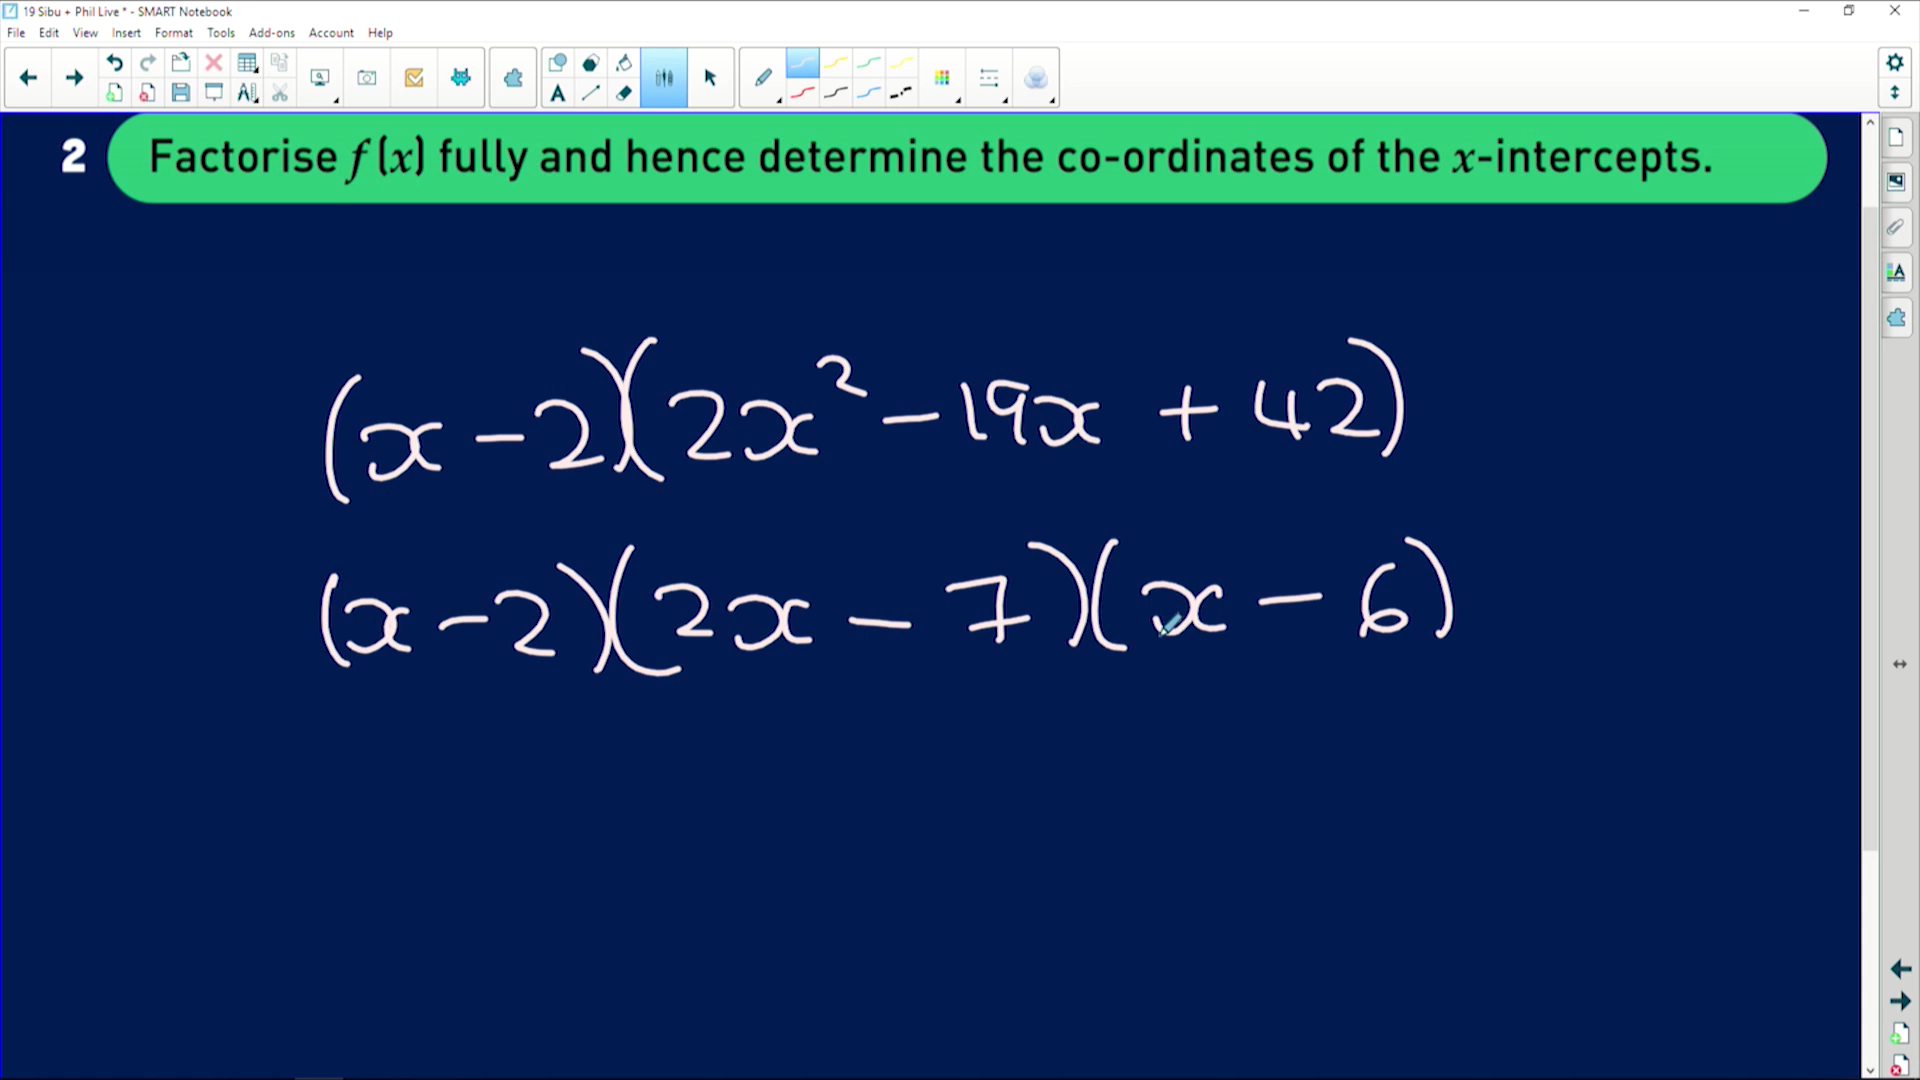 19 Sibu + Phil Live * - SMART Notebook
File Edit View Insert Format Tools Add-ons Account Help
2 Factorise f(x) fully and hence determine the co-ordinates of the x-intercepts.
(x - 2)(2x² - 19x + 42)
(x - 2)(2x - 7)(x - 6)